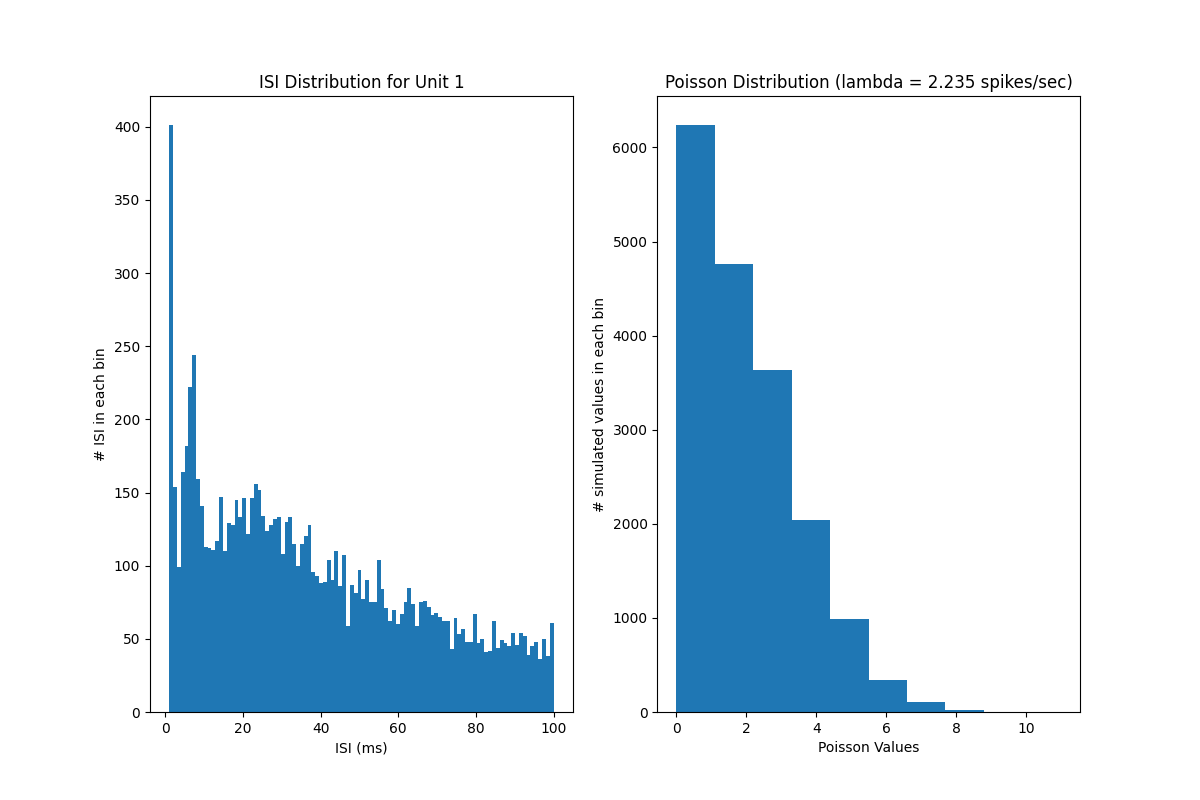 ISI Distribution for Unit 1
# ISI in each bin
400
350
300
250
200
150
100
50
0
0 20 40 60 80 100
ISI (ms)
Poisson Distribution (lambda = 2.235 spikes/sec)
# simulated values in each bin
6000
5000
4000
3000
2000
1000
0
0 2 4 6 8 10
Poisson Values